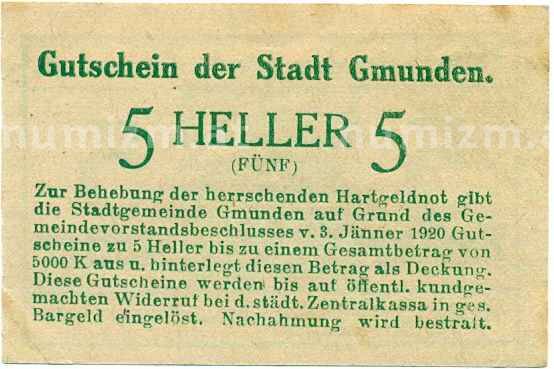 Gutschein der Stadt Gmunden.
5 HELLER 5
(FÜNF)
Zur Behebung der herrschenden Hartgeldnot gibt
die Stadtgemeinde Gmunden auf Grund des Ge-
meindevorstandsbeschlusses v. 3. Jänner 1920 Gut-
scheine zu 5 Heller bis zu einem Gesamtbetrag von
5000 K aus u. hinterlegt diesen Betrag als Deckung.
Diese Gutscheine werden bis auf öffentl. kundge-
machten Widerruf bei d. städt. Zentralkassa in ges.
Bargeld eingelöst. Nachahmung wird bestraft.